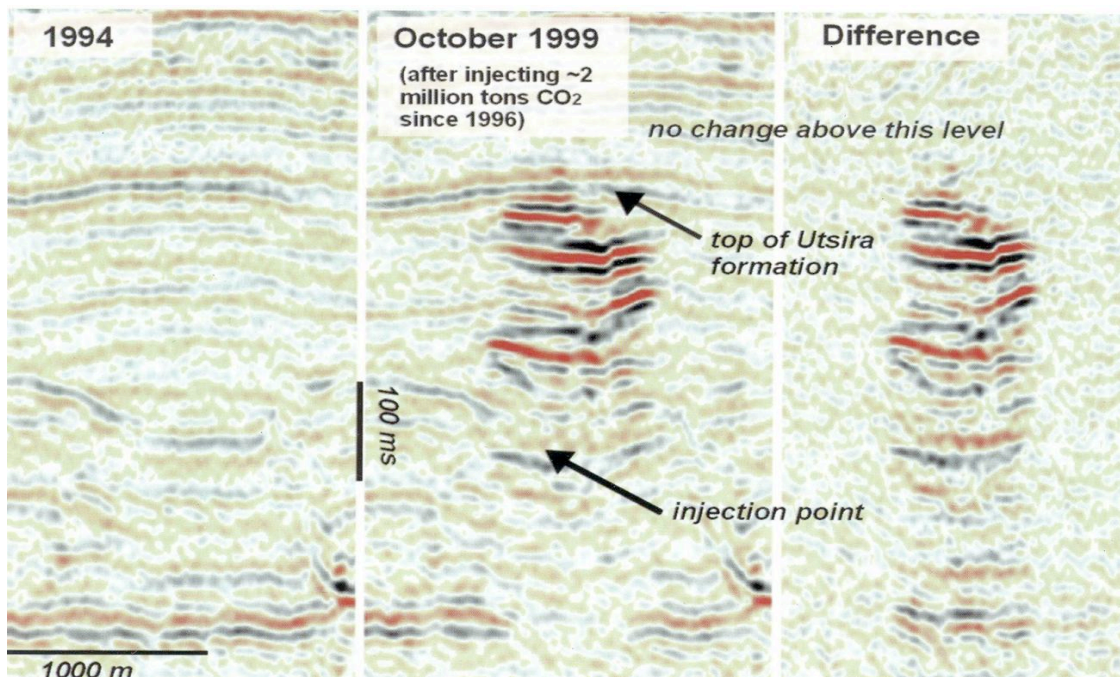 1994
October 1999
(after injecting ~2
million tons CO₂
since 1996)
Difference
no change above this level
top of Utsira
formation
100 ms
injection point
1000 m